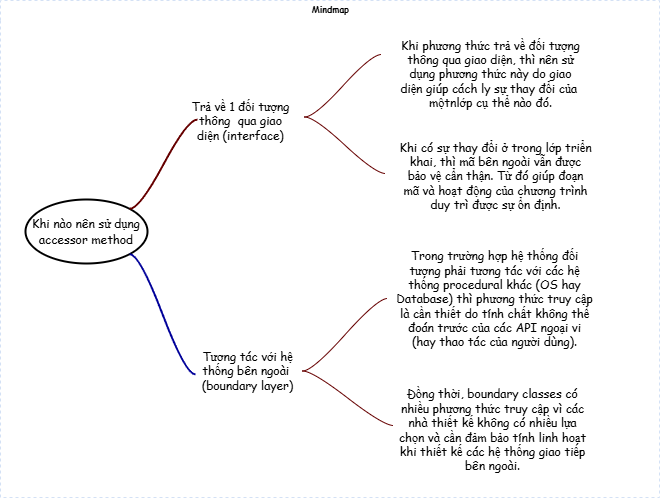 Mindmap
Khi nào nên sử dụng
accessor method
Trả về 1 đối tượng
thông qua giao
diện (interface)
Khi phương thức trả về đối tượng
thông qua giao diện, thì nên sử
dụng phương thức này do giao
diện giúp cách ly sự thay đổi của
mộtnlớp cụ thể nào đó.
Khi có sự thay đổi ở trong lớp triển
khai, thì mã bên ngoài vẫn được
bảo vệ cẩn thận. Từ đó giúp đoạn
mã và hoạt động của chương trình
duy trì được sự ổn định.
Tương tác với hệ
thống bên ngoài
(boundary layer)
Trong trường hợp hệ thống đối
tượng phải tương tác với các hệ
thống procedural khác (OS hay
Database) thì phương thức truy cập
là cần thiết do tính chất không thể
đoán trước của các API ngoại vi
(hay thao tác của người dùng).
Đồng thời, boundary classes có
nhiều phương thức truy cập vì các
nhà thiết kế không có nhiều lựa
chọn và cần đảm bảo tính linh hoạt
khi thiết kế các hệ thống giao tiếp
bên ngoài.